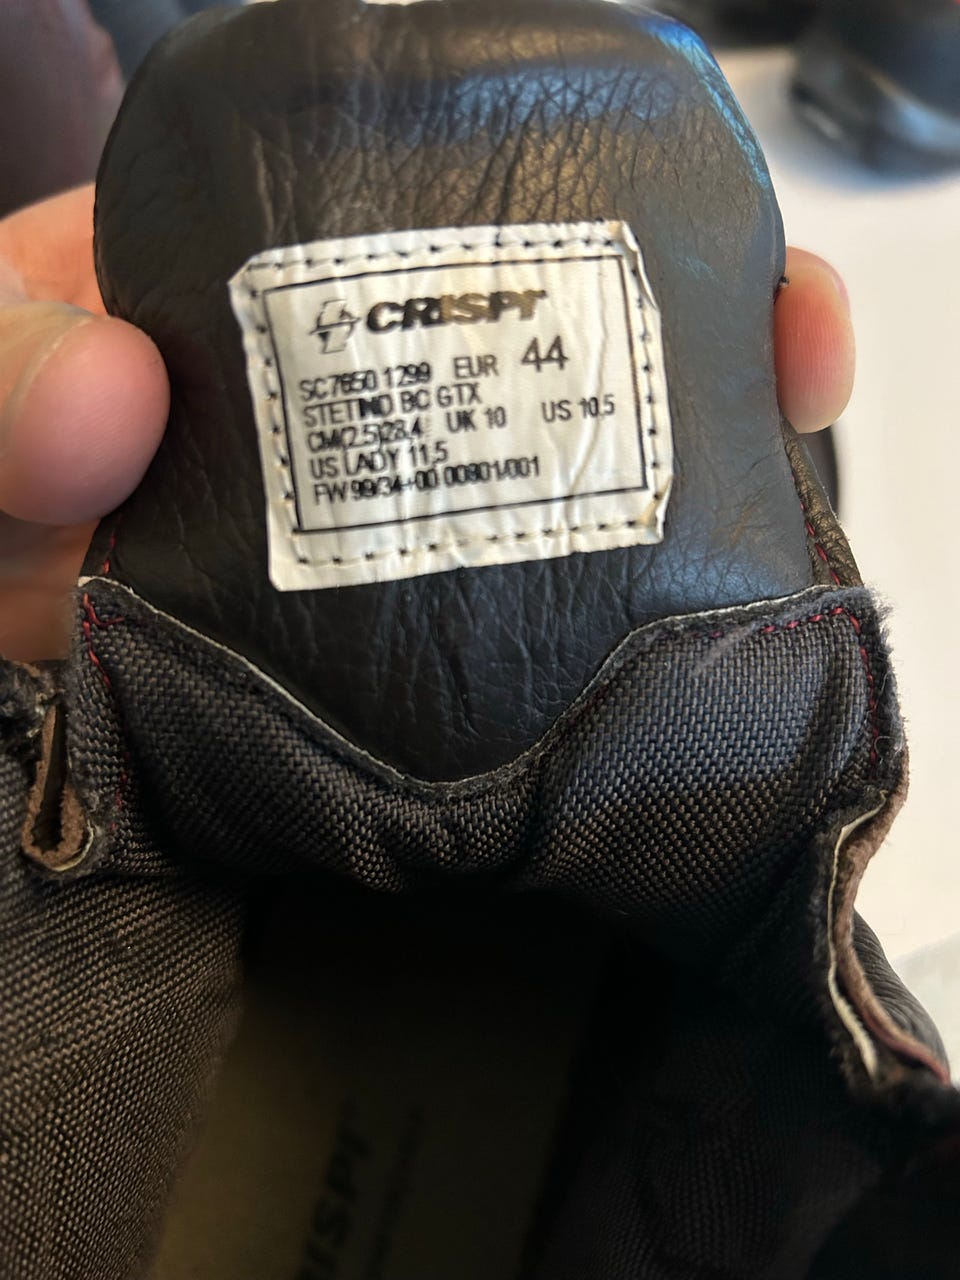 CRISPI
SC7850 1299 EUR 44
STETIND BC GTX
CM(2.5)28,4 UK 10 US 10,5
US LADY 11,5
FW 99/34+00 00801/001
CRISPI